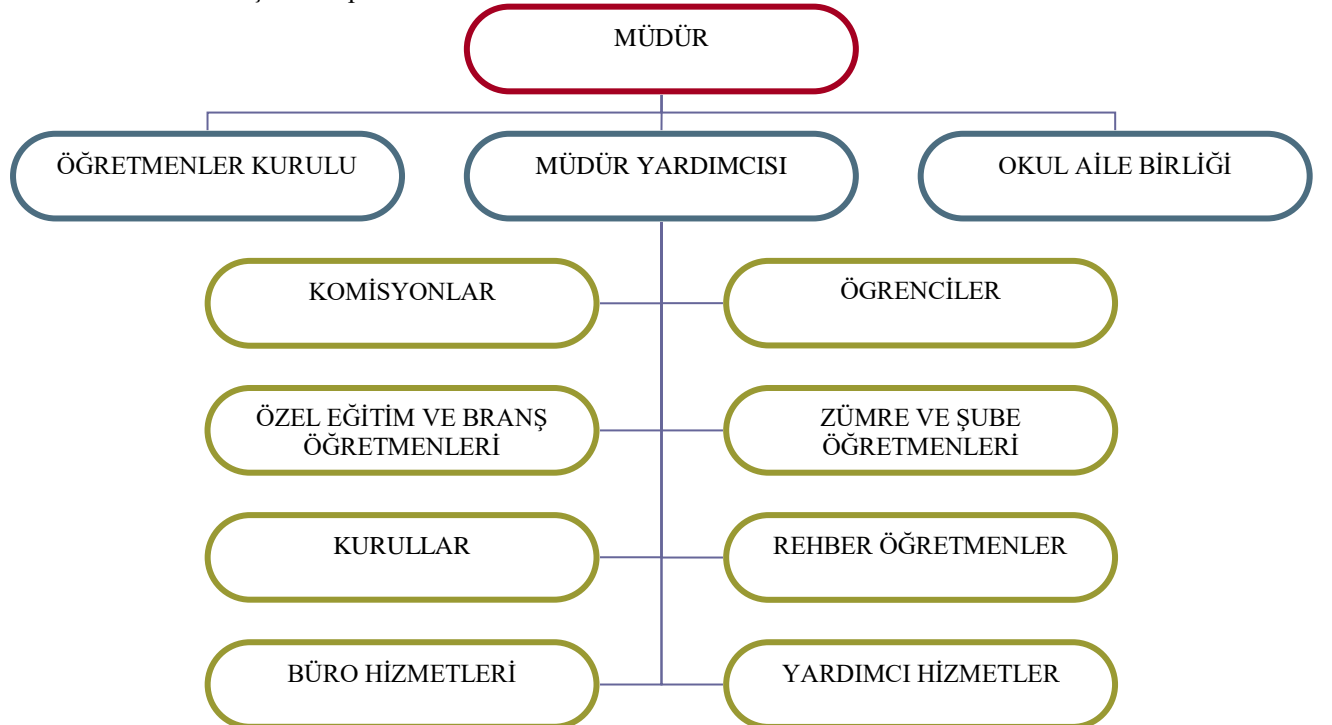 MÜDÜR
ÖĞRETMENLER KURULU
MÜDÜR YARDIMCISI
OKUL AİLE BİRLİĞİ
KOMİSYONLAR
ÖGRENCİLER
ÖZEL EĞİTİM VE BRANŞ
ÖĞRETMENLERİ
ZÜMRE VE ŞUBE
ÖĞRETMENLERİ
KURULLAR
REHBER ÖĞRETMENLER
BÜRO HİZMETLERİ
YARDIMCI HİZMETLER